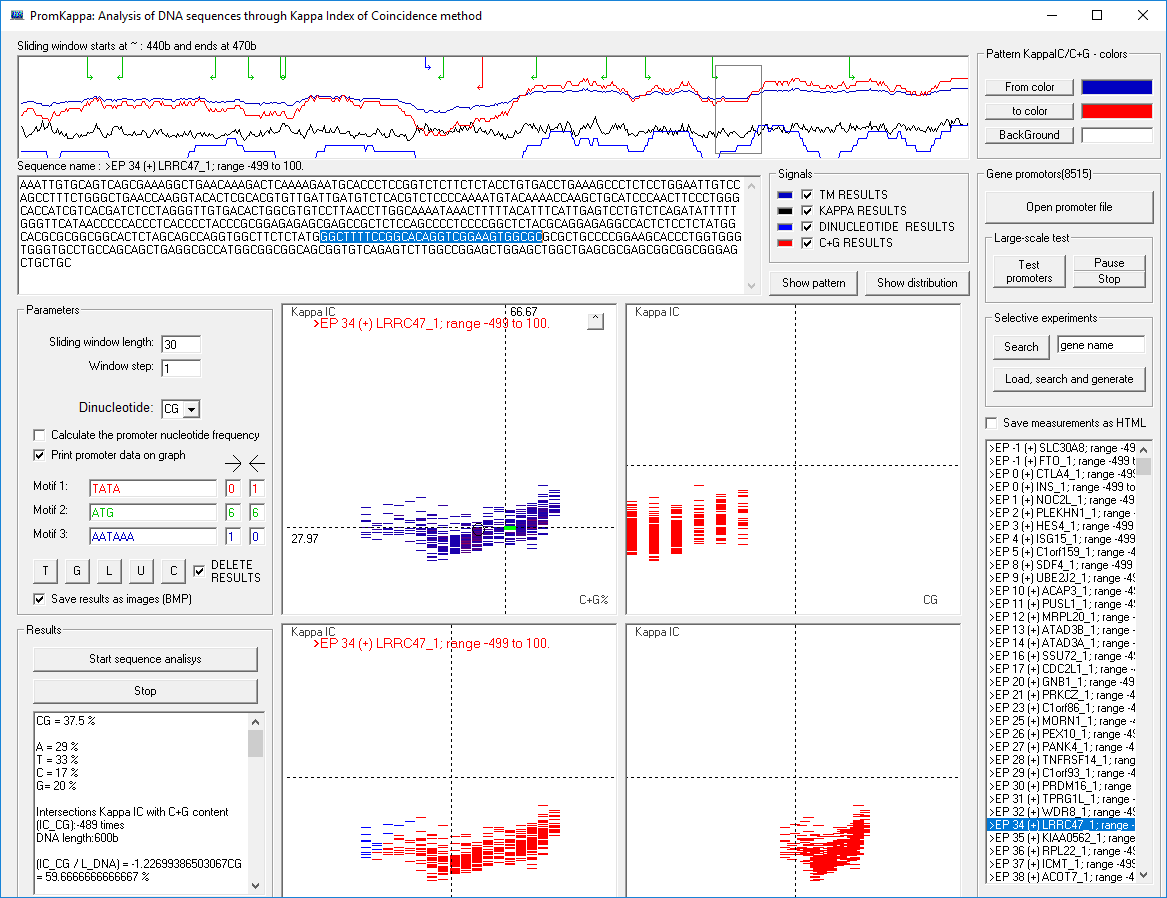 PromKappa: Analysis of DNA sequences through Kappa Index of Coincidence method
Sliding window starts at ~ : 440b and ends at 470b
Sequence name : >EP 34 (+) LRRC47_1; range -499 to 100.
AAATTGTGCAGTCAGCGAAAGGCTGAACAAAGACTCAAAAGAATGCACCCTCCGGTCTCTTCTCTACCTGTGACCTGAAAGCCCTCTCCTGGAATTGTCC
AGCCTTTCTGGGCTGAACCAAGGTACACTCGCACGTGTTGATTGATGTCTCACGTCTCCCCAAAATGTACAAAACCAAGCTGCATCCCAACTTCCCTGGG
CACCATCGTCACGATCTCCTAGGGTTGTGACACTGGCGTGTCCTTAACCTTGGCAAAATAAACTTTTTACATTTCATTGAGTCCTGTCTCAGATATTTTT
GGGTTCATAACCCCCACCCTCACCCCTACCCGCGGAGAGAGCGAGCCGCTCTCCAGCCCCTCCCCGGCTCTACGCAGGAGAGGCCACTCTCCTCTATGG
CACGCGCGGCGGCACTCTAGCAGCCAGGTGGCTTCTCTATGGGCTTTTCCGGCACAGGTCGGAAGTGGCGCGCGCTGCCCCGGAAGCACCCTGGTGGG
TGGGTGCCTGCCAGCAGCTGAGGCGCCATGGCGGCGGCAGCGGTGTCAGAGTCTTGGCCGGAGCTGGAGCTGGCTGAGCGCGAGCGGCGGCGGGAG
CTGCTGC
Signals
TM RESULTS
KAPPA RESULTS
DINUCLEOTIDE RESULTS
C+G RESULTS
Show pattern
Show distribution
Pattern KappaIC/C+G - colors
From color
to color
BackGround
Gene promotors(8515)
Open promoter file
Large-scale test
Test promoters
Pause
Stop
Selective experiments
Search
gene name
Load, search and generate
Save measurements as HTML
Parameters
Sliding window length: 30
Window step: 1
Dinucleotide: CG
Calculate the promoter nucleotide frequency
Print promoter data on graph
Motif 1: TATA 0 1
Motif 2: ATG 6 6
Motif 3: AATAAA 1 0
T G L U C
DELETE RESULTS
Save results as images (BMP)
Results
Start sequence analisys
Stop
CG = 37.5 %
A = 29 %
T = 33 %
C = 17 %
G= 20 %
Intersections Kappa IC with C+G content
(IC_CG):-489 times
DNA length:600b
(IC_CG / L_DNA) = -1.22699386503067CG
= 59.6666666666667 %
Kappa IC
66.67
>EP 34 (+) LRRC47_1; range -499 to 100.
27.97
C+G%
Kappa IC
CG
Kappa IC
>EP 34 (+) LRRC47_1; range -499 to 100.
Kappa IC
>EP -1 (+) SLC30A8; range -49
>EP -1 (+) FTO_1; range -499 t
>EP 0 (+) CTLA4_1; range -49
>EP 0 (+) INS_1; range -499 to
>EP 1 (+) NOC2L_1; range -49
>EP 2 (+) PLEKHN1_1; range -
>EP 3 (+) HES4_1; range -499
>EP 4 (+) ISG15_1; range -499
>EP 5 (+) C1orf159_1; range -4
>EP 8 (+) SDF4_1; range -499
>EP 9 (+) UBE2J2_1; range -4
>EP 10 (+) ACAP3_1; range -4
>EP 11 (+) PUSL1_1; range -4
>EP 12 (+) MRPL20_1; range -
>EP 13 (+) ATAD3B_1; range -
>EP 14 (+) ATAD3A_1; range -
>EP 16 (+) SSU72_1; range -4
>EP 17 (+) CDC2L1_1; range -
>EP 20 (+) GNB1_1; range -49
>EP 21 (+) PRKCZ_1; range -4
>EP 23 (+) C1orf86_1; range -4
>EP 25 (+) MORN1_1; range -4
>EP 26 (+) PEX10_1; range -49
>EP 27 (+) PANK4_1; range -4
>EP 28 (+) TNFRSF14_1; rang
>EP 29 (+) C1orf93_1; range -4
>EP 30 (+) PRDM16_1; range
>EP 31 (+) TPRG1L_1; range -
>EP 32 (+) WDR8_1; range -4
>EP 34 (+) LRRC47_1; range -
>EP 35 (+) KIAA0562_1; range
>EP 36 (+) RPL22_1; range -4
>EP 37 (+) ICMT_1; range -499
>EP 38 (+) ACOT7_1; range -4